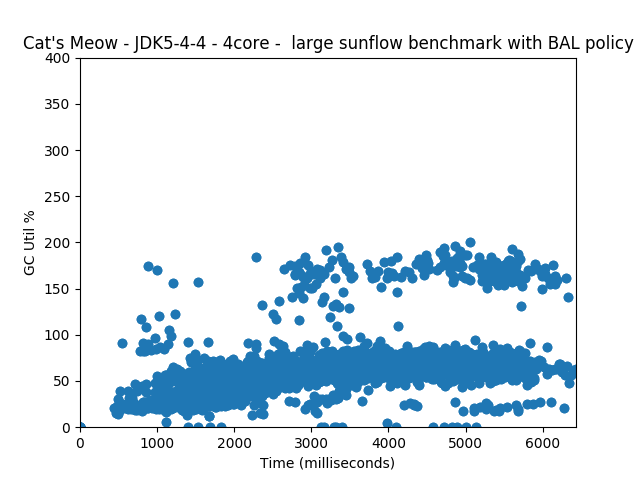 Cat's Meow - JDK5-4-4 - 4core -  large sunflow benchmark with BAL policy
400
350
300
250
200
150
100
50
0
GC Util %
0 1000 2000 3000 4000 5000 6000
Time (milliseconds)